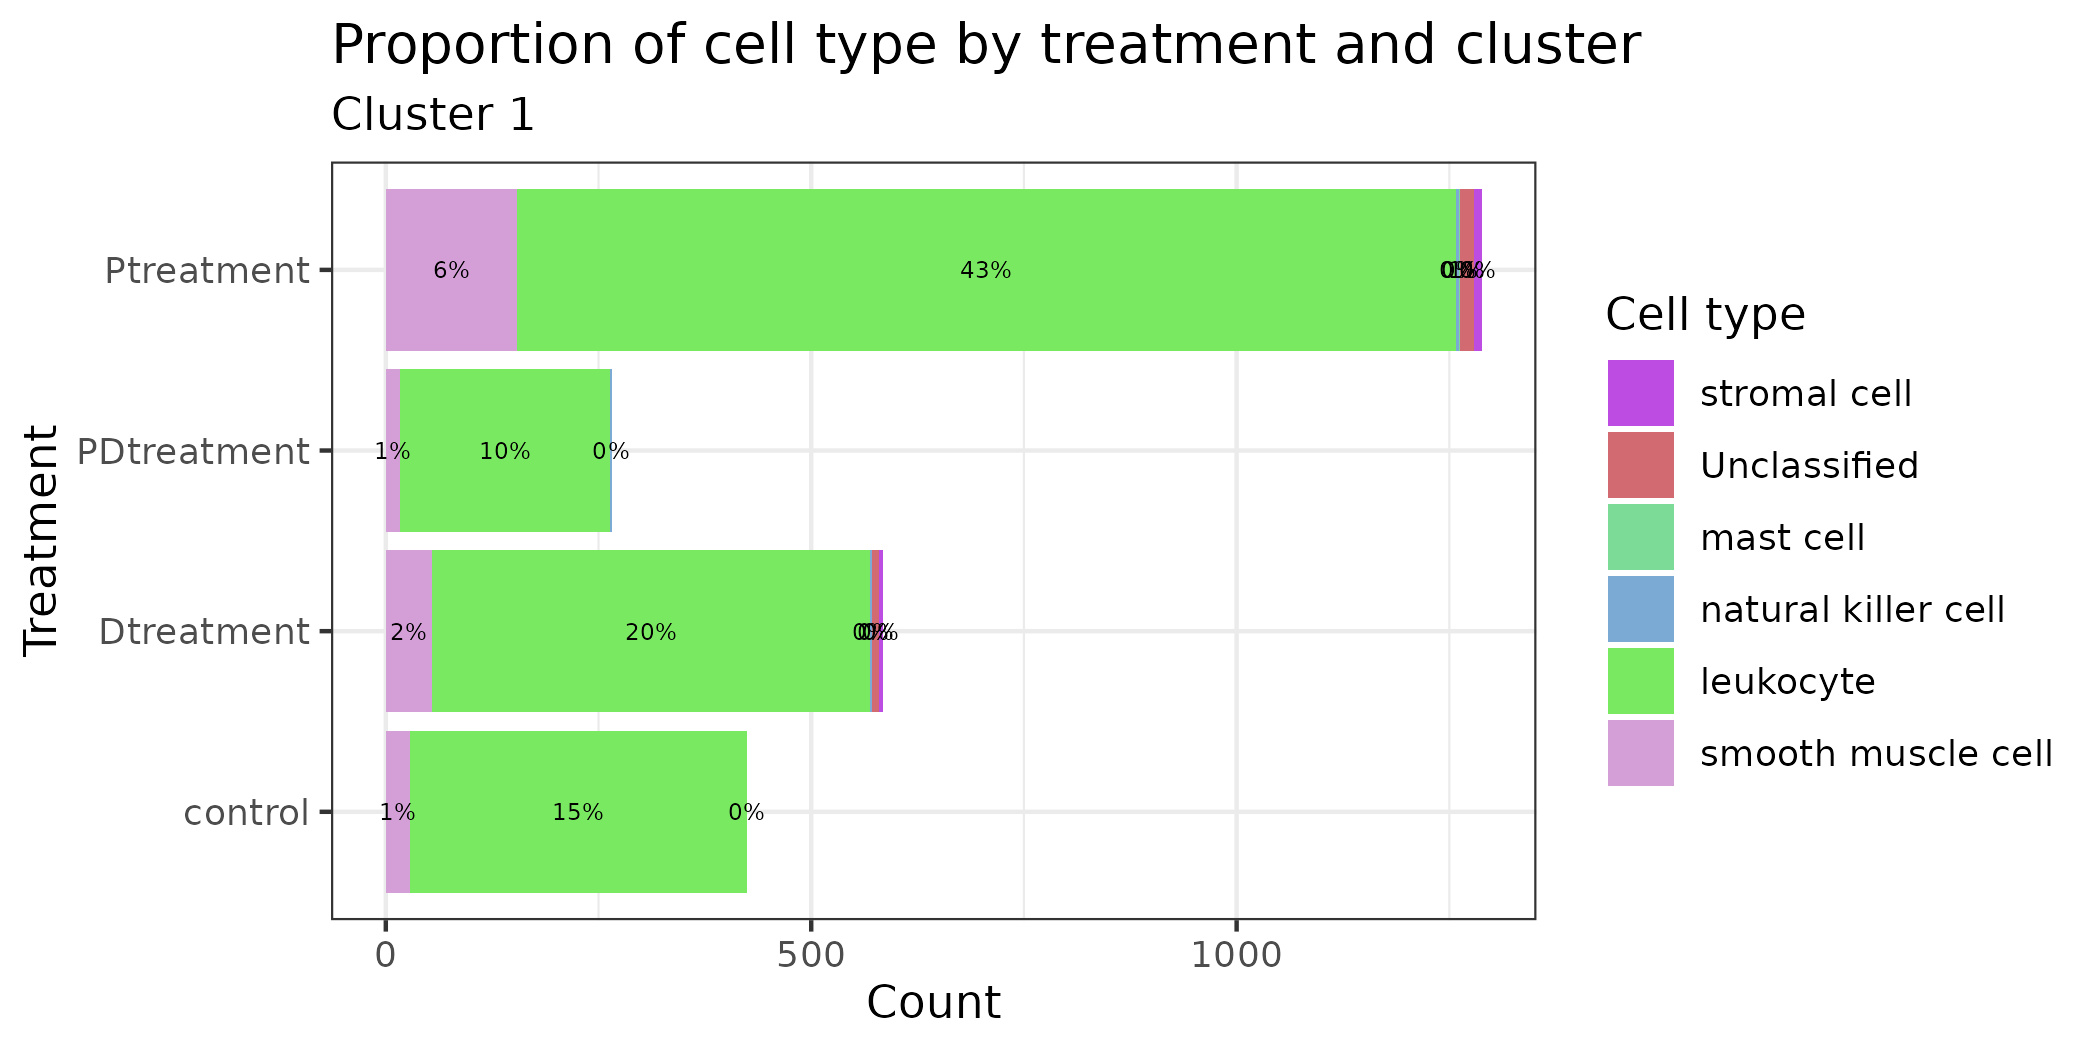 Proportion of cell type by treatment and cluster
Cluster 1
Treatment
Ptreatment
6%
43%
PDtreatment
1%
10%
0%
Dtreatment
2%
20%
control
1%
15%
0%
0
500
1000
Count
Cell type
stromal cell
Unclassified
mast cell
natural killer cell
leukocyte
smooth muscle cell